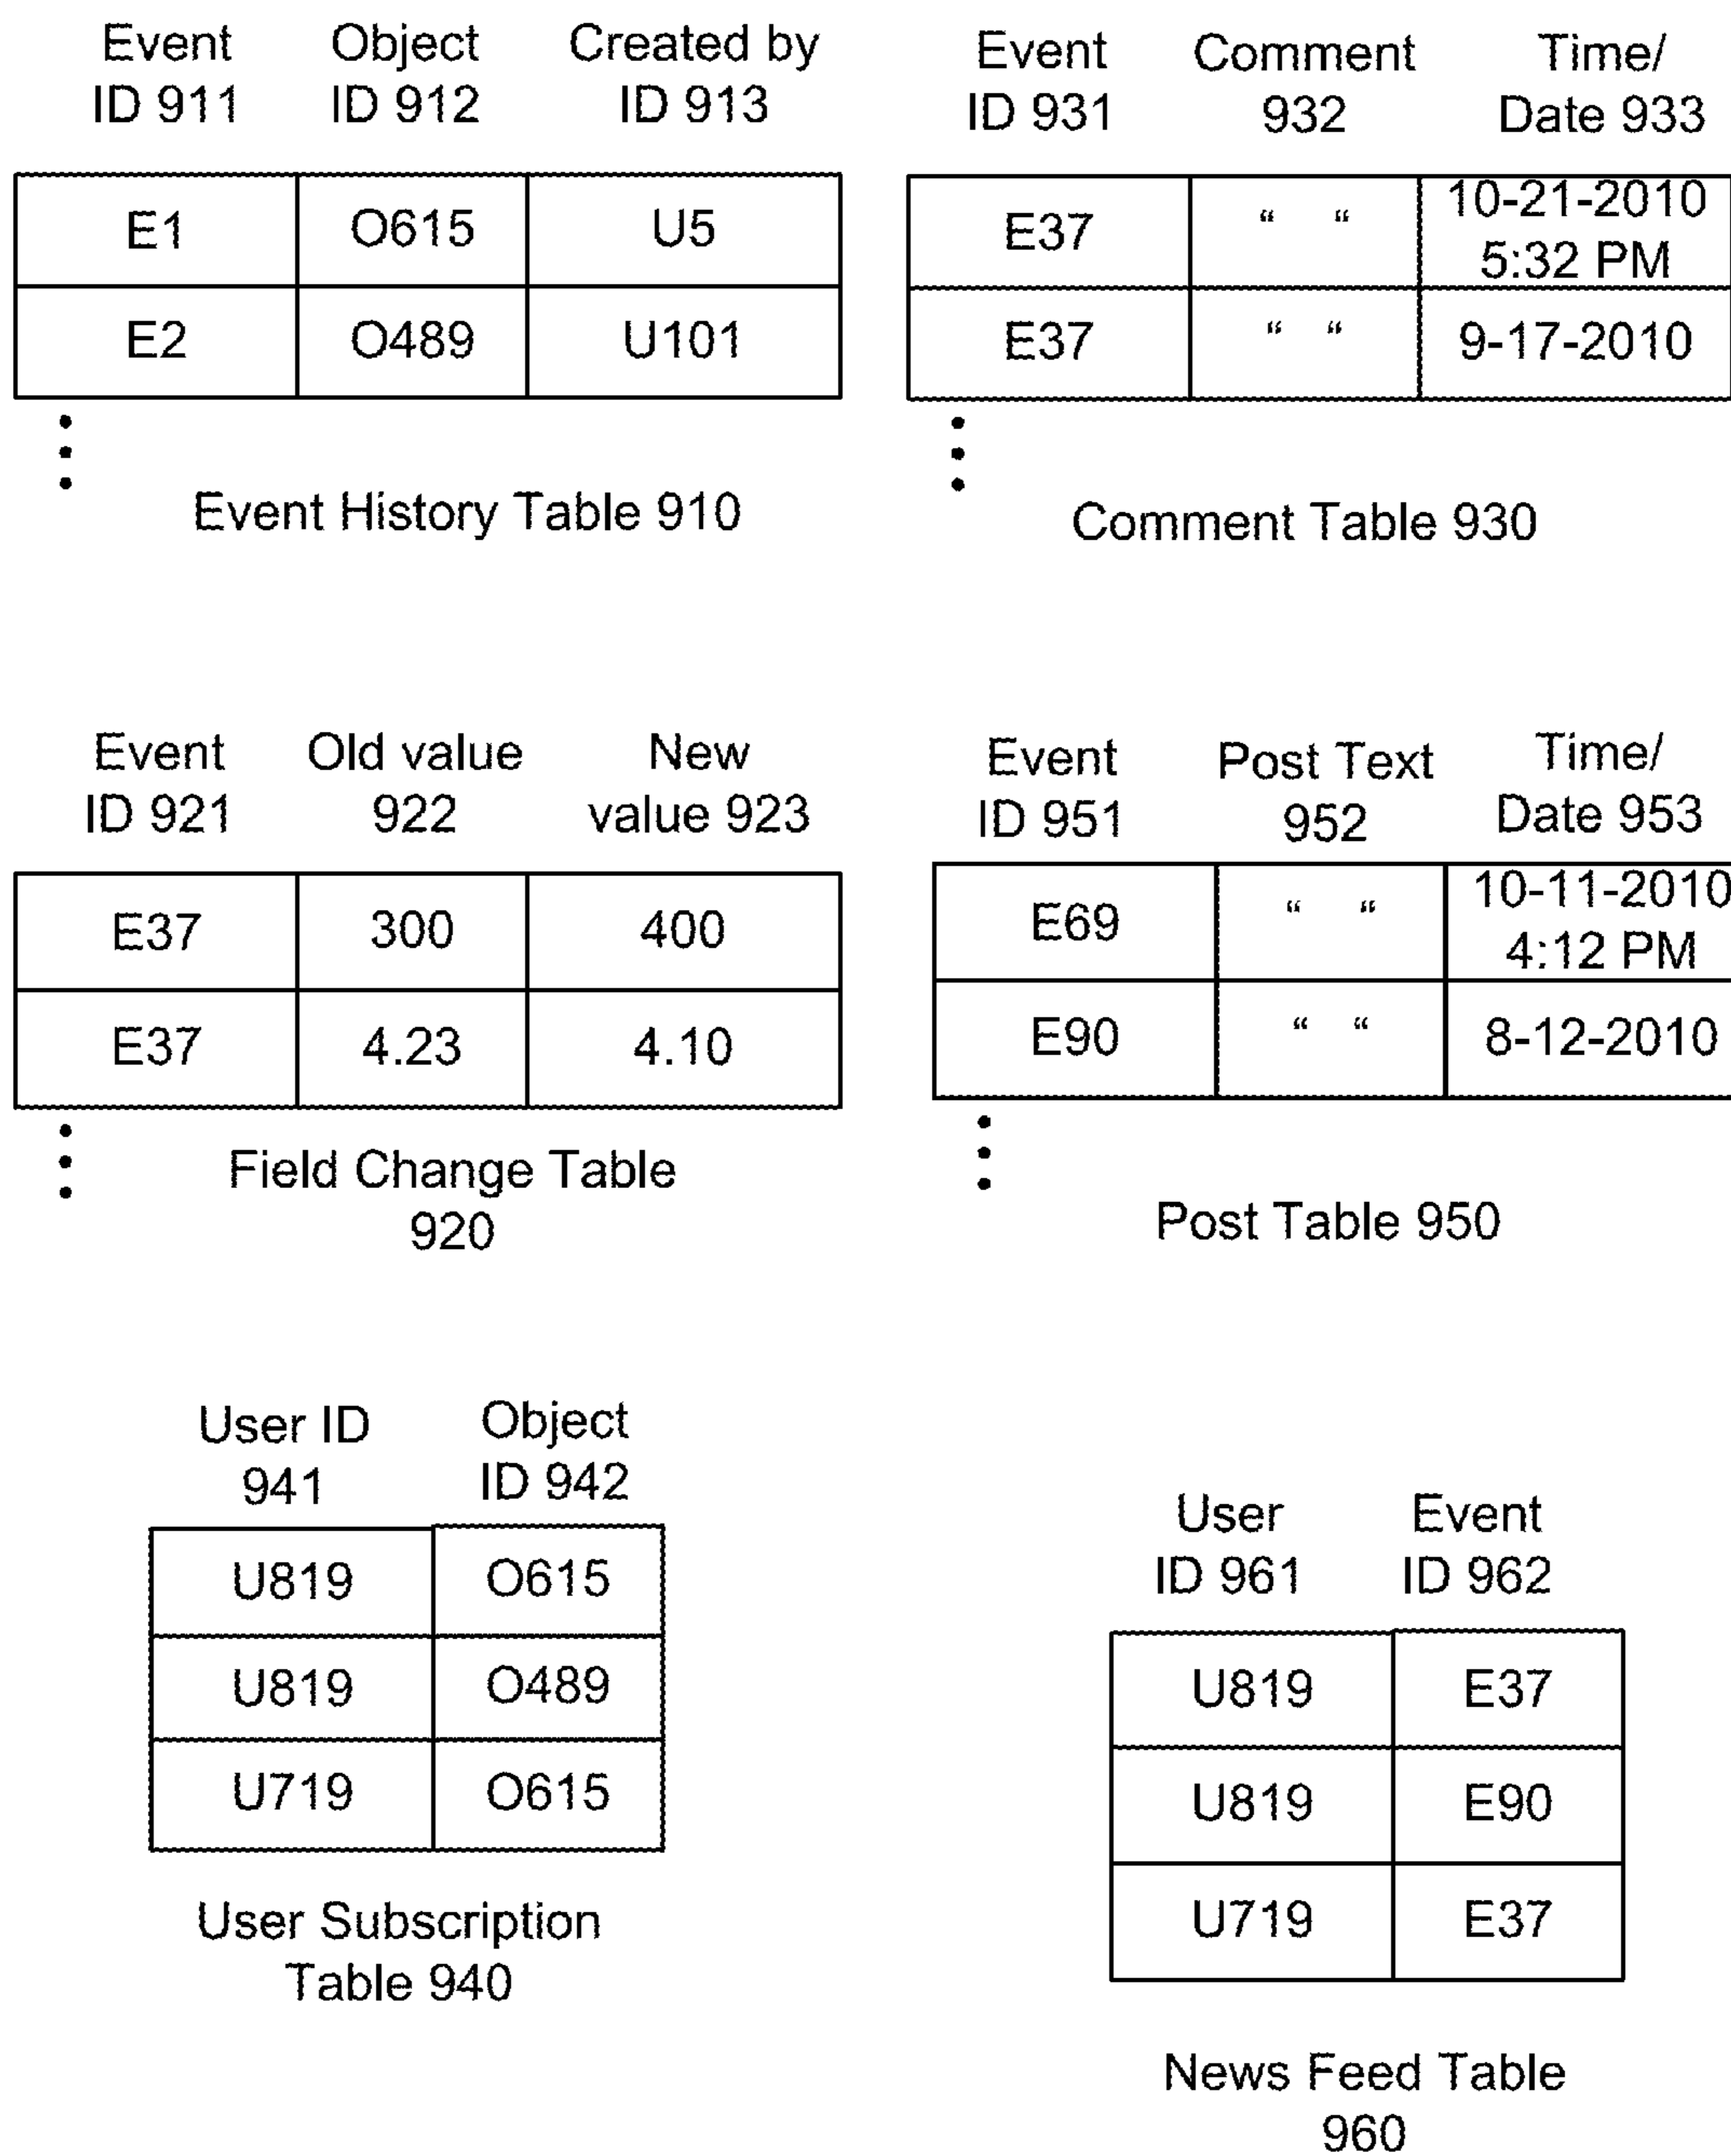 Event Object Created by
ID 911 ID 912 ID 913
E1 O615 U5
E2 O489 U101
Event History Table 910
Event Comment Time/
ID 931 932 Date 933
E37 “ “ 10-21-2010
5:32 PM
E37 “ “ 9-17-2010
Comment Table 930
Event Old value New
ID 921 922 value 923
E37 300 400
E37 4.23 4.10
Field Change Table
920
Event Post Text Time/
ID 951 952 Date 953
E69 “ “ 10-11-2010
4:12 PM
E90 “ “ 8-12-2010
Post Table 950
User ID Object
941 ID 942
U819 O615
U819 O489
U719 O615
User Subscription
Table 940
User Event
ID 961 ID 962
U819 E37
U819 E90
U719 E37
News Feed Table
960